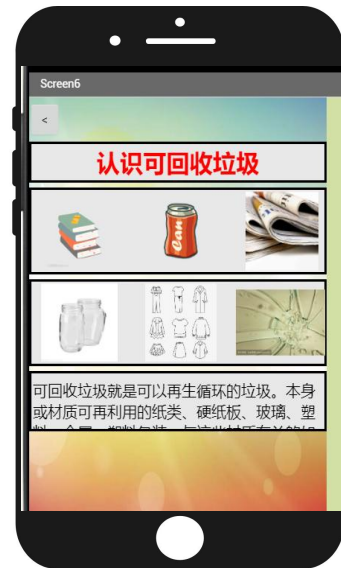 Screen6
<
认识可回收垃圾
Can
可回收垃圾就是可以再生循环的垃圾。本身
或材质可再利用的纸类、硬纸板、玻璃、塑